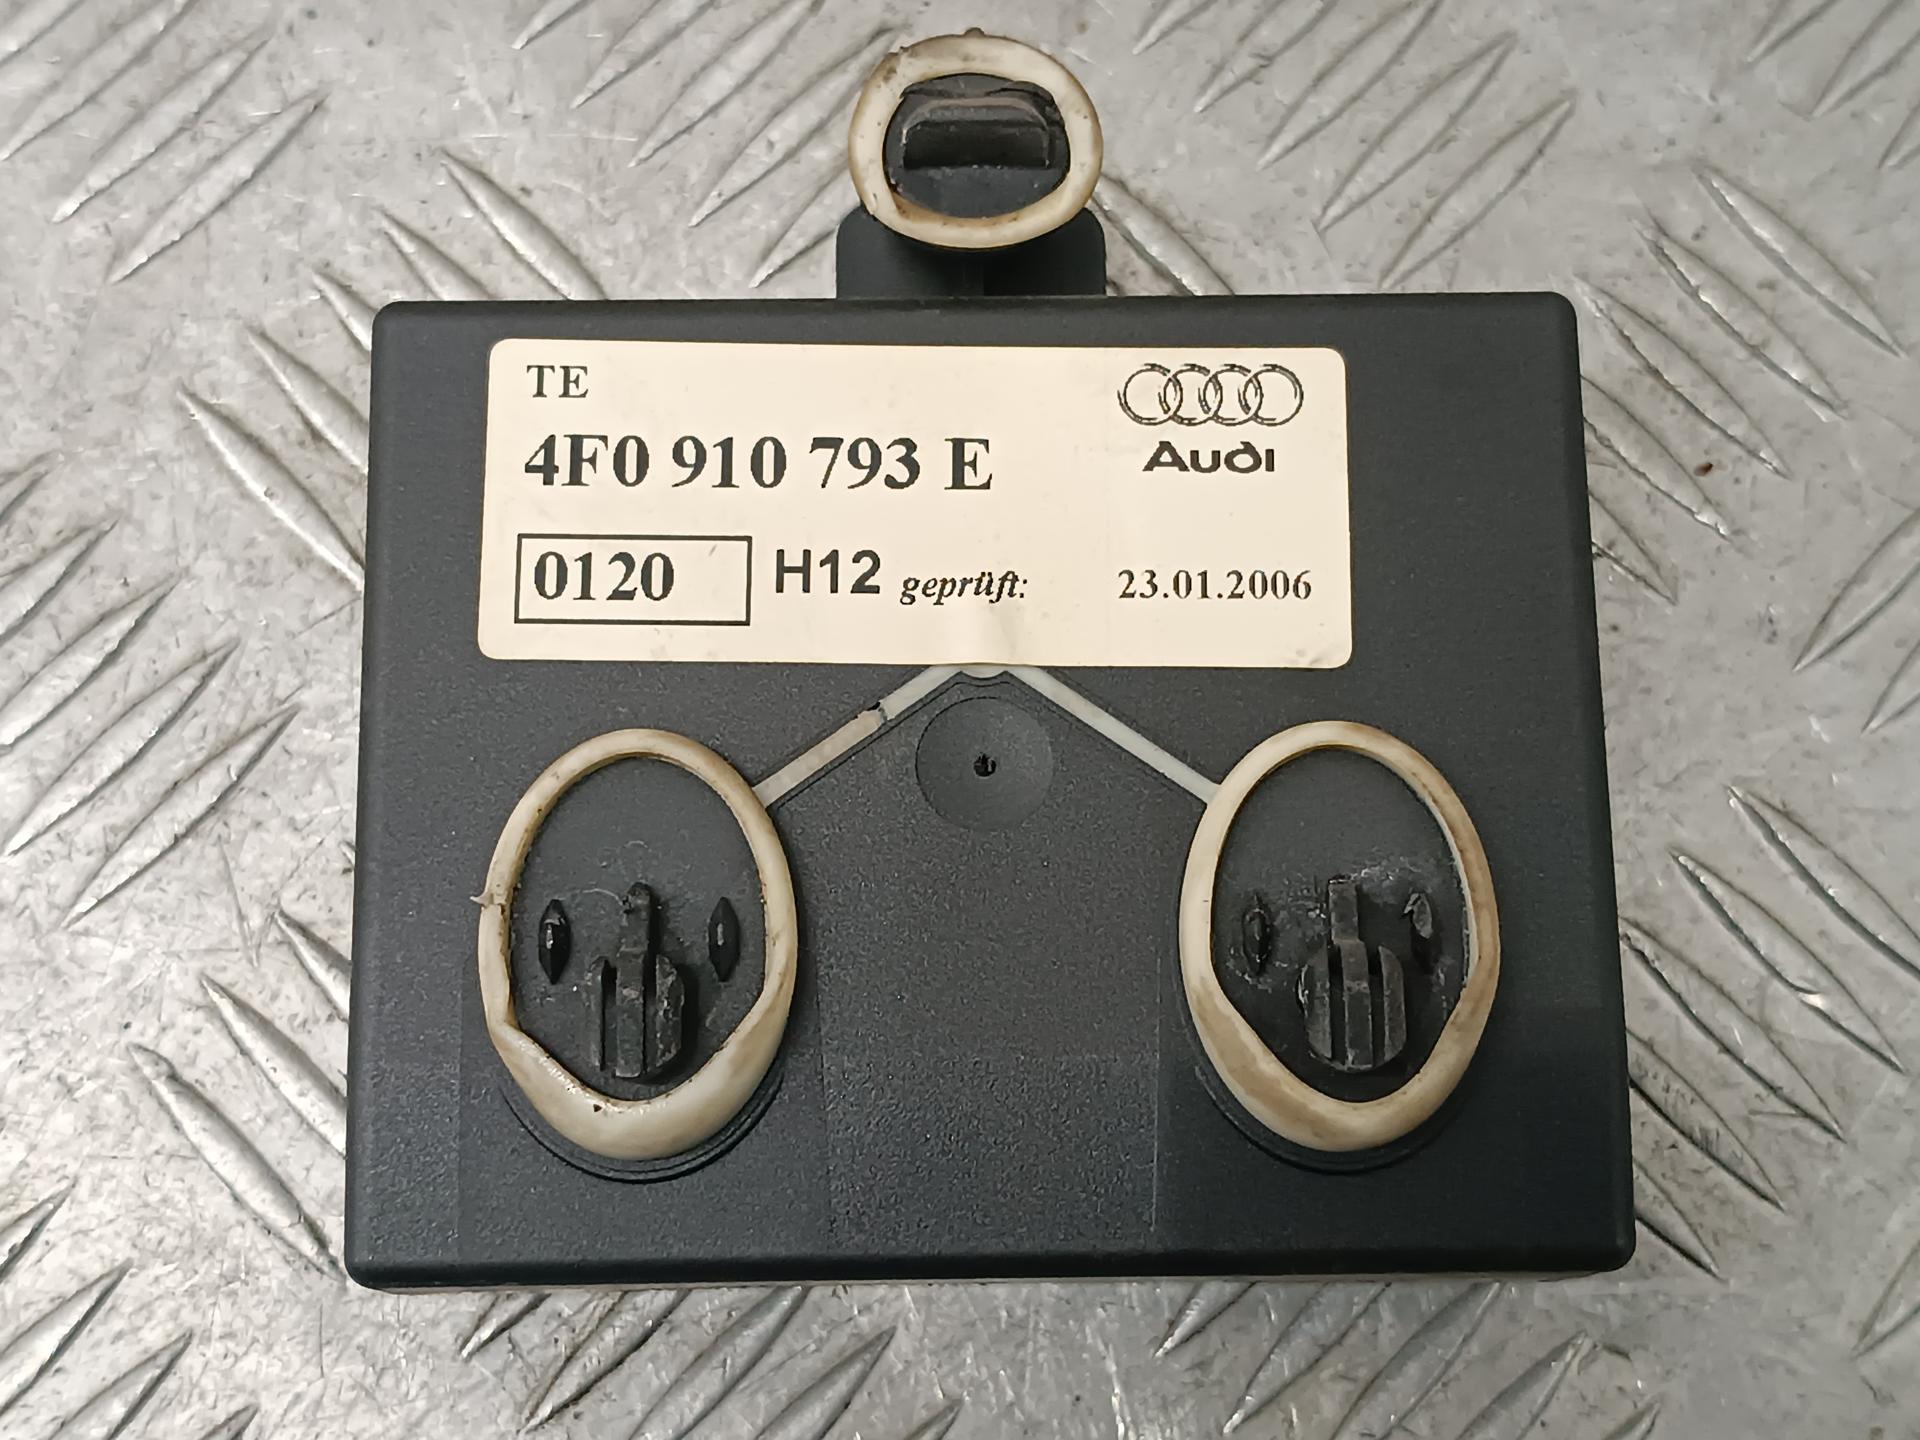 TE
4F0 910 793 E
Audi
0120 H12 geprüft: 23.01.2006